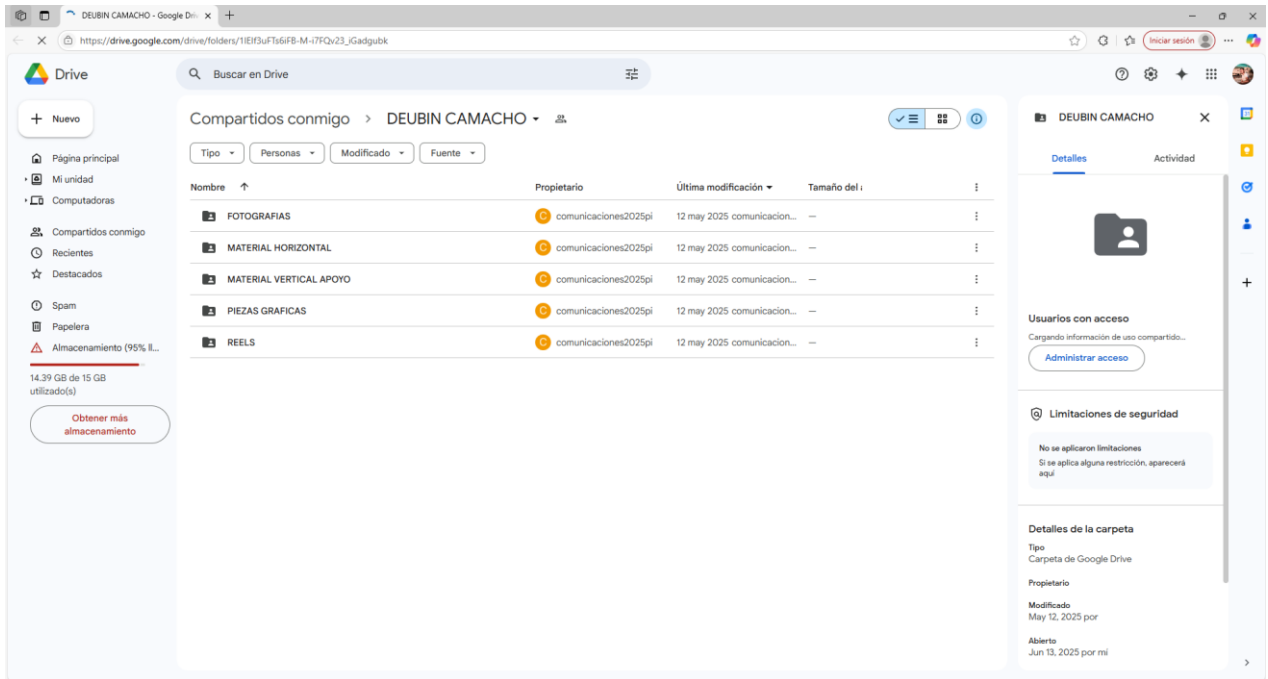 DEUBIN CAMACHO - Google Driv
https://drive.google.com/drive/folders/1IEIf3uFTs6iFB-M-i7FQv23_iGadgubk
Iniciar sesión
Drive
Buscar en Drive
Nuevo
Página principal
Mi unidad
Computadoras
Compartidos conmigo
Recientes
Destacados
Spam
Papelera
Almacenamiento (95% ll...
14.39 GB de 15 GB
utilizado(s)
Obtener más
almacenamiento
Compartidos conmigo > DEUBIN CAMACHO
Tipo Personas Modificado Fuente
Nombre Propietario Última modificación Tamaño del
FOTOGRAFIAS C comunicaciones2025pi 12 may 2025 comunicacion... —
MATERIAL HORIZONTAL C comunicaciones2025pi 12 may 2025 comunicacion... —
MATERIAL VERTICAL APOYO C comunicaciones2025pi 12 may 2025 comunicacion... —
PIEZAS GRAFICAS C comunicaciones2025pi 12 may 2025 comunicacion... —
REELS C comunicaciones2025pi 12 may 2025 comunicacion... —
DEUBIN CAMACHO
Detalles Actividad
Usuarios con acceso
Cargando información de uso compartido...
Administrar acceso
Limitaciones de seguridad
No se aplicaron limitaciones
Si se aplica alguna restricción, aparecerá
aquí
Detalles de la carpeta
Tipo
Carpeta de Google Drive
Propietario
Modificado
May 12, 2025 por
Abierto
Jun 13, 2025 por mí